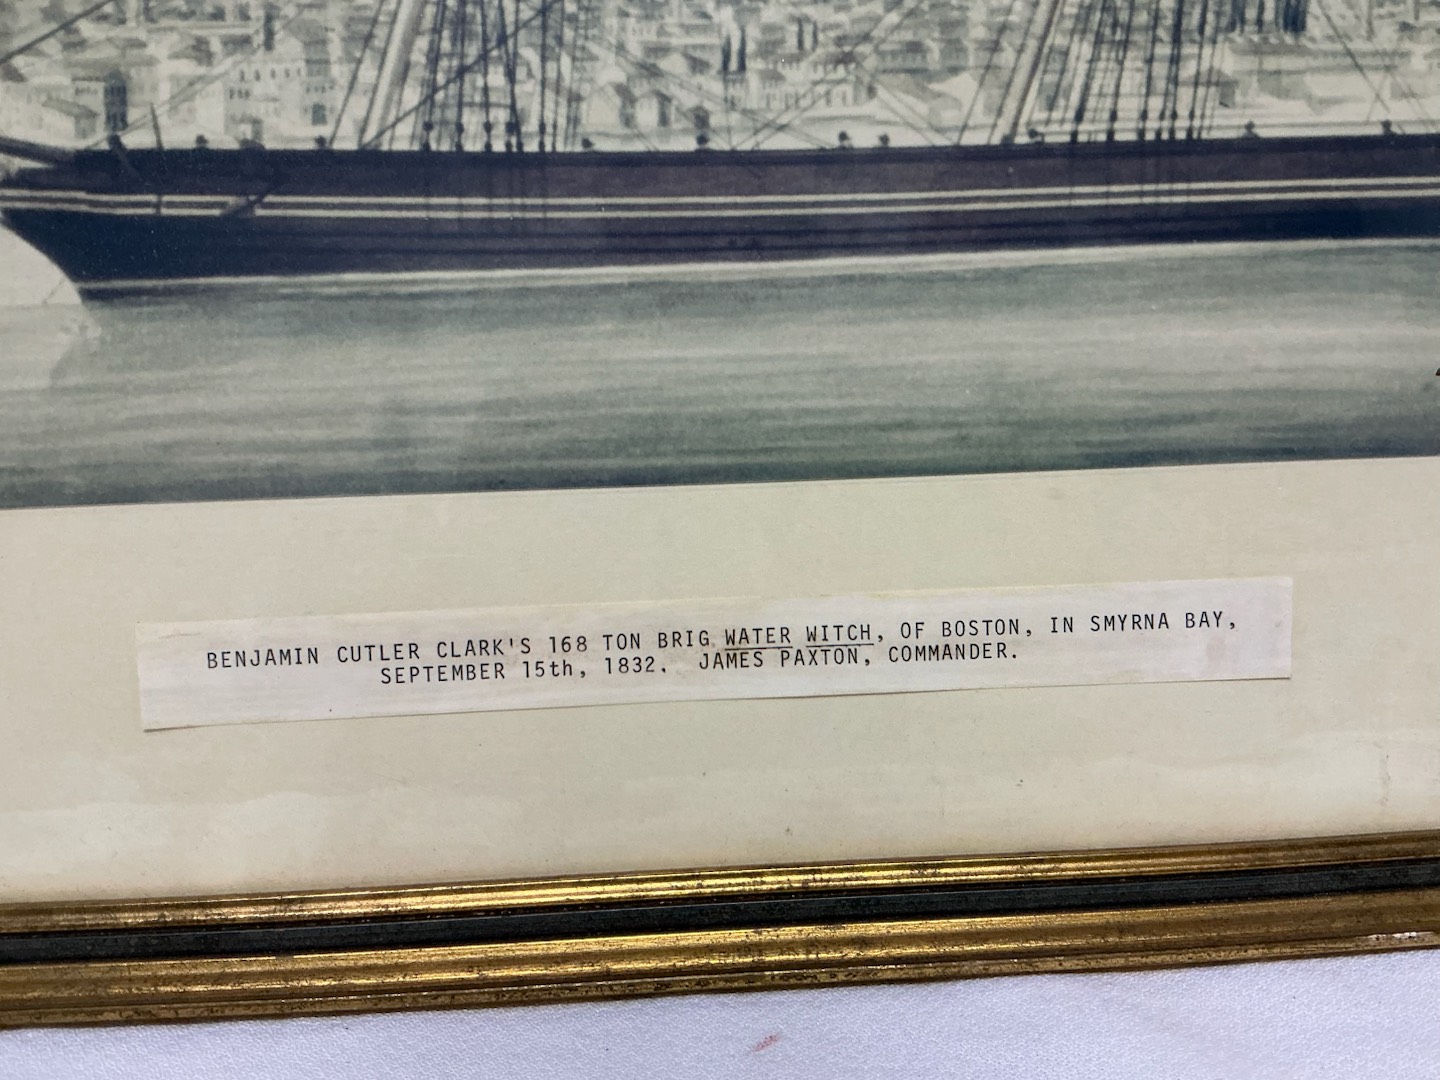 BENJAMIN CUTLER CLARK'S 168 TON BRIG WATER WITCH, OF BOSTON, IN SMYRNA BAY,
SEPTEMBER 15th, 1832. JAMES PAXTON, COMMANDER.